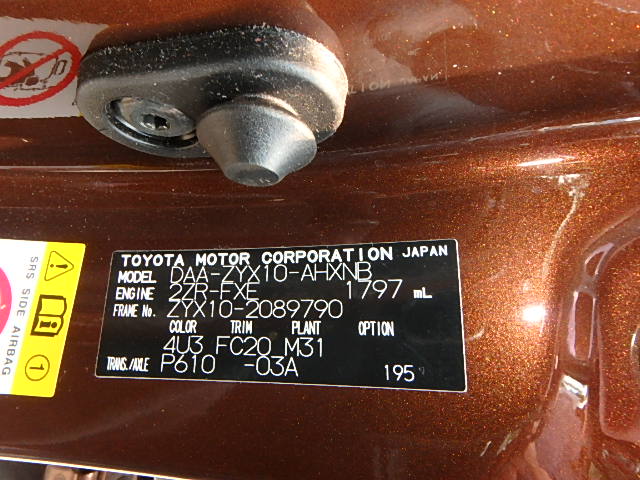 TOYOTA MOTOR CORPORATION JAPAN
MODEL DAA-ZYX10-AHXNB
ENGINE 2ZR-FXE 1797 mL
FRAME No. ZYX10-2089790
COLOR TRIM PLANT OPTION
4U3 FC20 M31
TRANS./AXLE P610 -03A 195
SRS SIDE AIRBAG
1